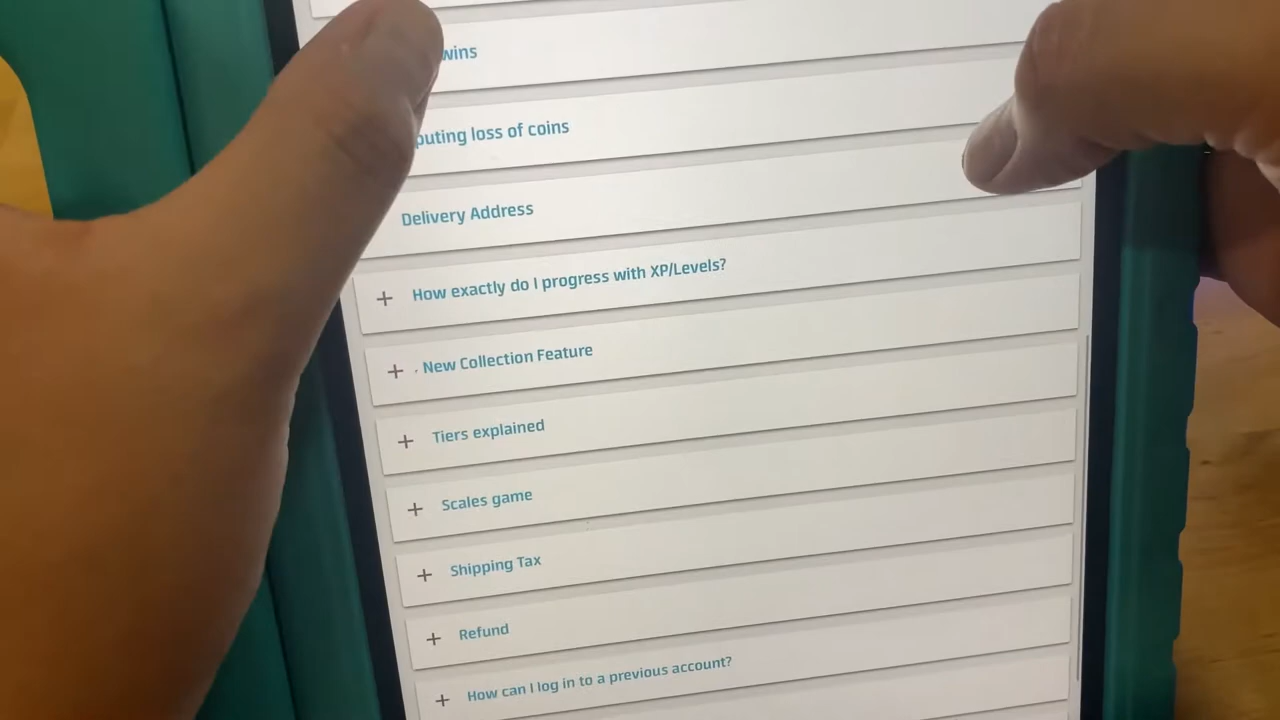 wins
puting loss of coins
Delivery Address
+ How exactly do I progress with XP/Levels?
+ New Collection Feature
+ Tiers explained
+ Scales game
+ Shipping Tax
+ Refund
+ How can I log in to a previous account?